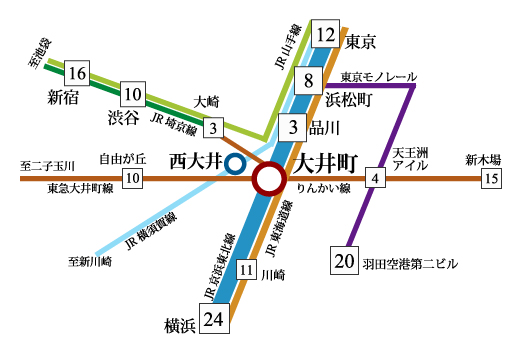 至池袋
16
新宿
10
渋谷
JR 埼京線
大崎
3
JR 山手線
12
東京
8
浜松町
東京モノレール
3
品川
西大井
大井町
自由が丘
至二子玉川
10
東急大井町線
りんかい線
天王洲
アイル
4
新木場
15
JR 横須賀線
至新川崎
JR 京浜東北線
JR 東海道線
11
川崎
20
羽田空港第二ビル
横浜
24